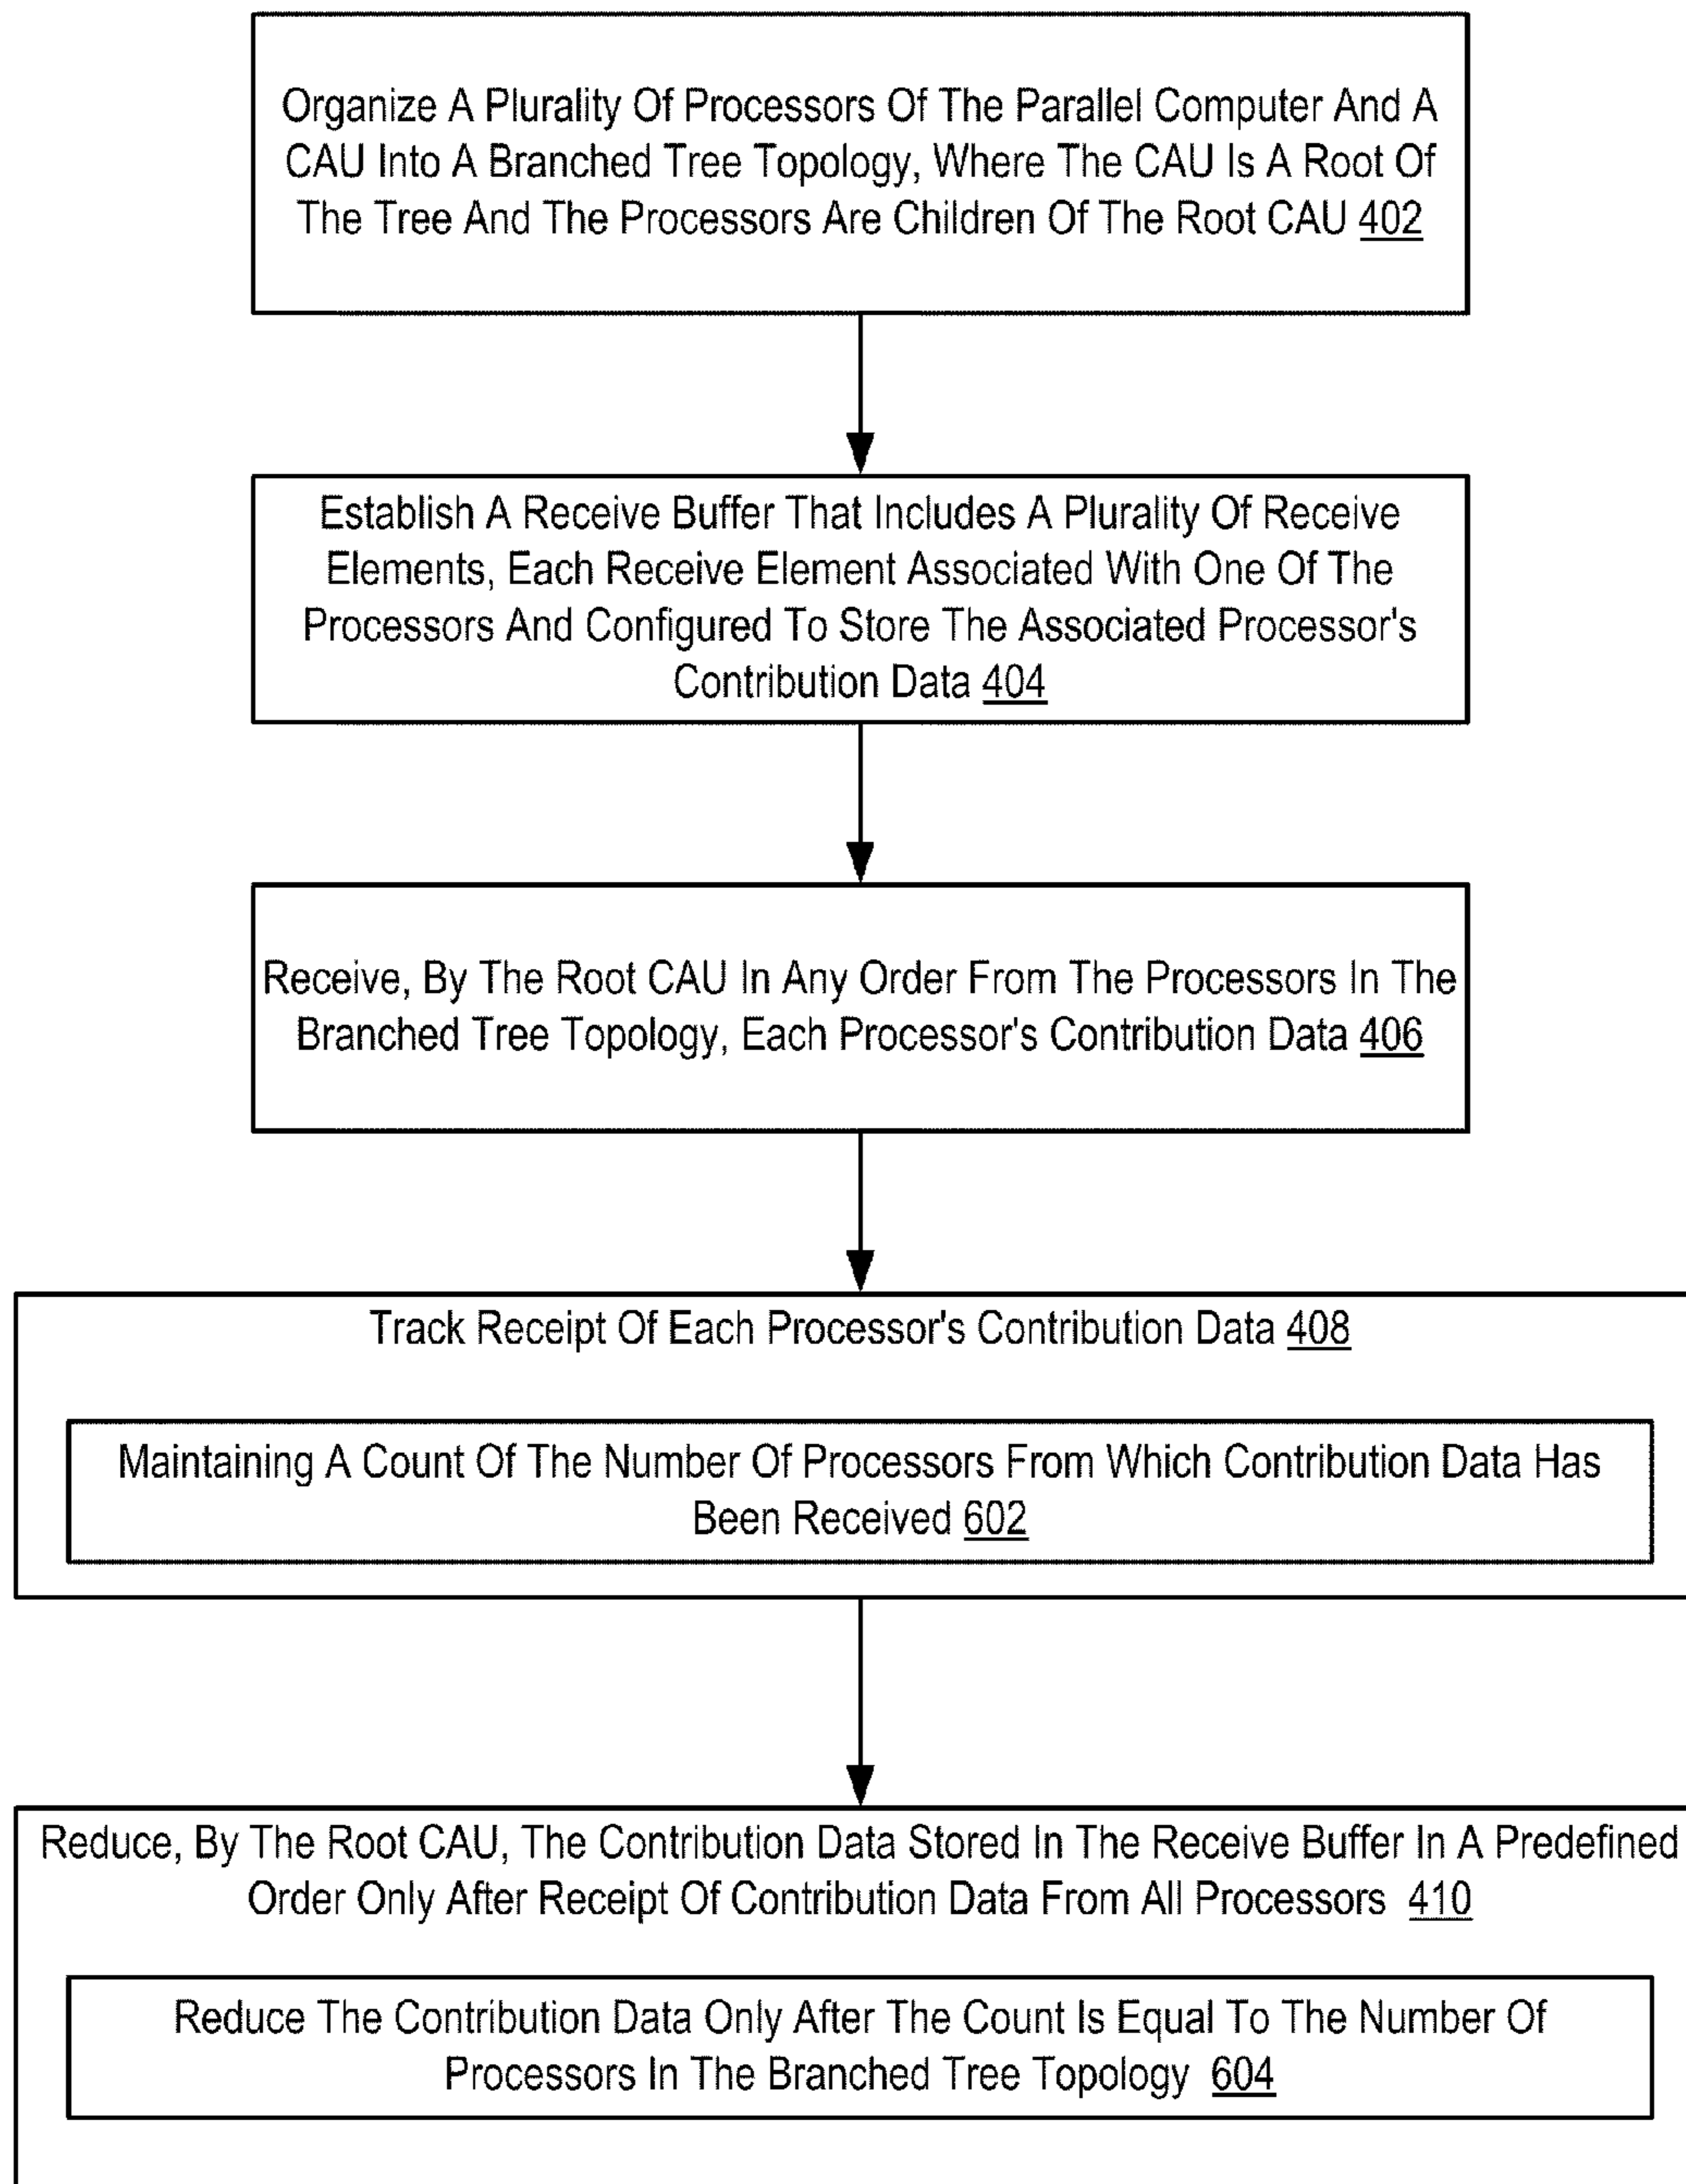 Organize A Plurality Of Processors Of The Parallel Computer And A
CAU Into A Branched Tree Topology, Where The CAU Is A Root Of
The Tree And The Processors Are Children Of The Root CAU 402
Establish A Receive Buffer That Includes A Plurality Of Receive
Elements, Each Receive Element Associated With One Of The
Processors And Configured To Store The Associated Processor's
Contribution Data 404
Receive, By The Root CAU In Any Order From The Processors In The
Branched Tree Topology, Each Processor's Contribution Data 406
Track Receipt Of Each Processor's Contribution Data 408
Maintaining A Count Of The Number Of Processors From Which Contribution Data Has
Been Received 602
Reduce, By The Root CAU, The Contribution Data Stored In The Receive Buffer In A Predefined
Order Only After Receipt Of Contribution Data From All Processors 410
Reduce The Contribution Data Only After The Count Is Equal To The Number Of
Processors In The Branched Tree Topology 604